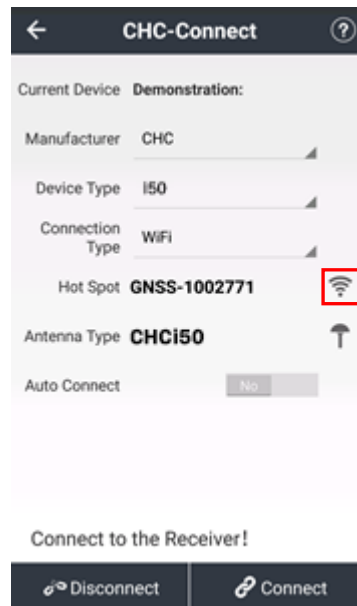 CHC-Connect ?
Current Device Demonstration:
Manufacturer CHC
Device Type I50
Connection
Type WiFi
Hot Spot GNSS-1002771
Antenna Type CHCi50
Auto Connect No
Connect to the Receiver!
Disconnect Connect